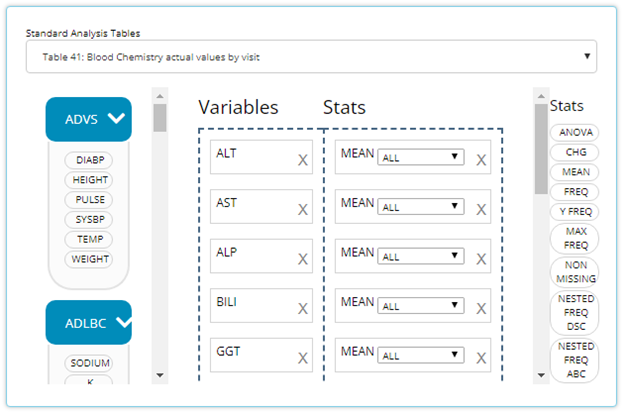 Standard Analysis Tables
Table 41: Blood Chemistry actual values by visit
ADVS
DIABP
HEIGHT
PULSE
SYSBP
TEMP
WEIGHT
ADLBC
SODIUM
K
Variables
Stats
ALT X
MEAN ALL X
AST X
MEAN ALL X
ALP X
MEAN ALL X
BILI X
MEAN ALL X
GGT X
MEAN ALL X
Stats
ANOVA
CHG
MEAN
FREQ
Y FREQ
MAX
FREQ
NON
MISSING
NESTED
FREQ
DSC
NESTED
FREQ
ABC